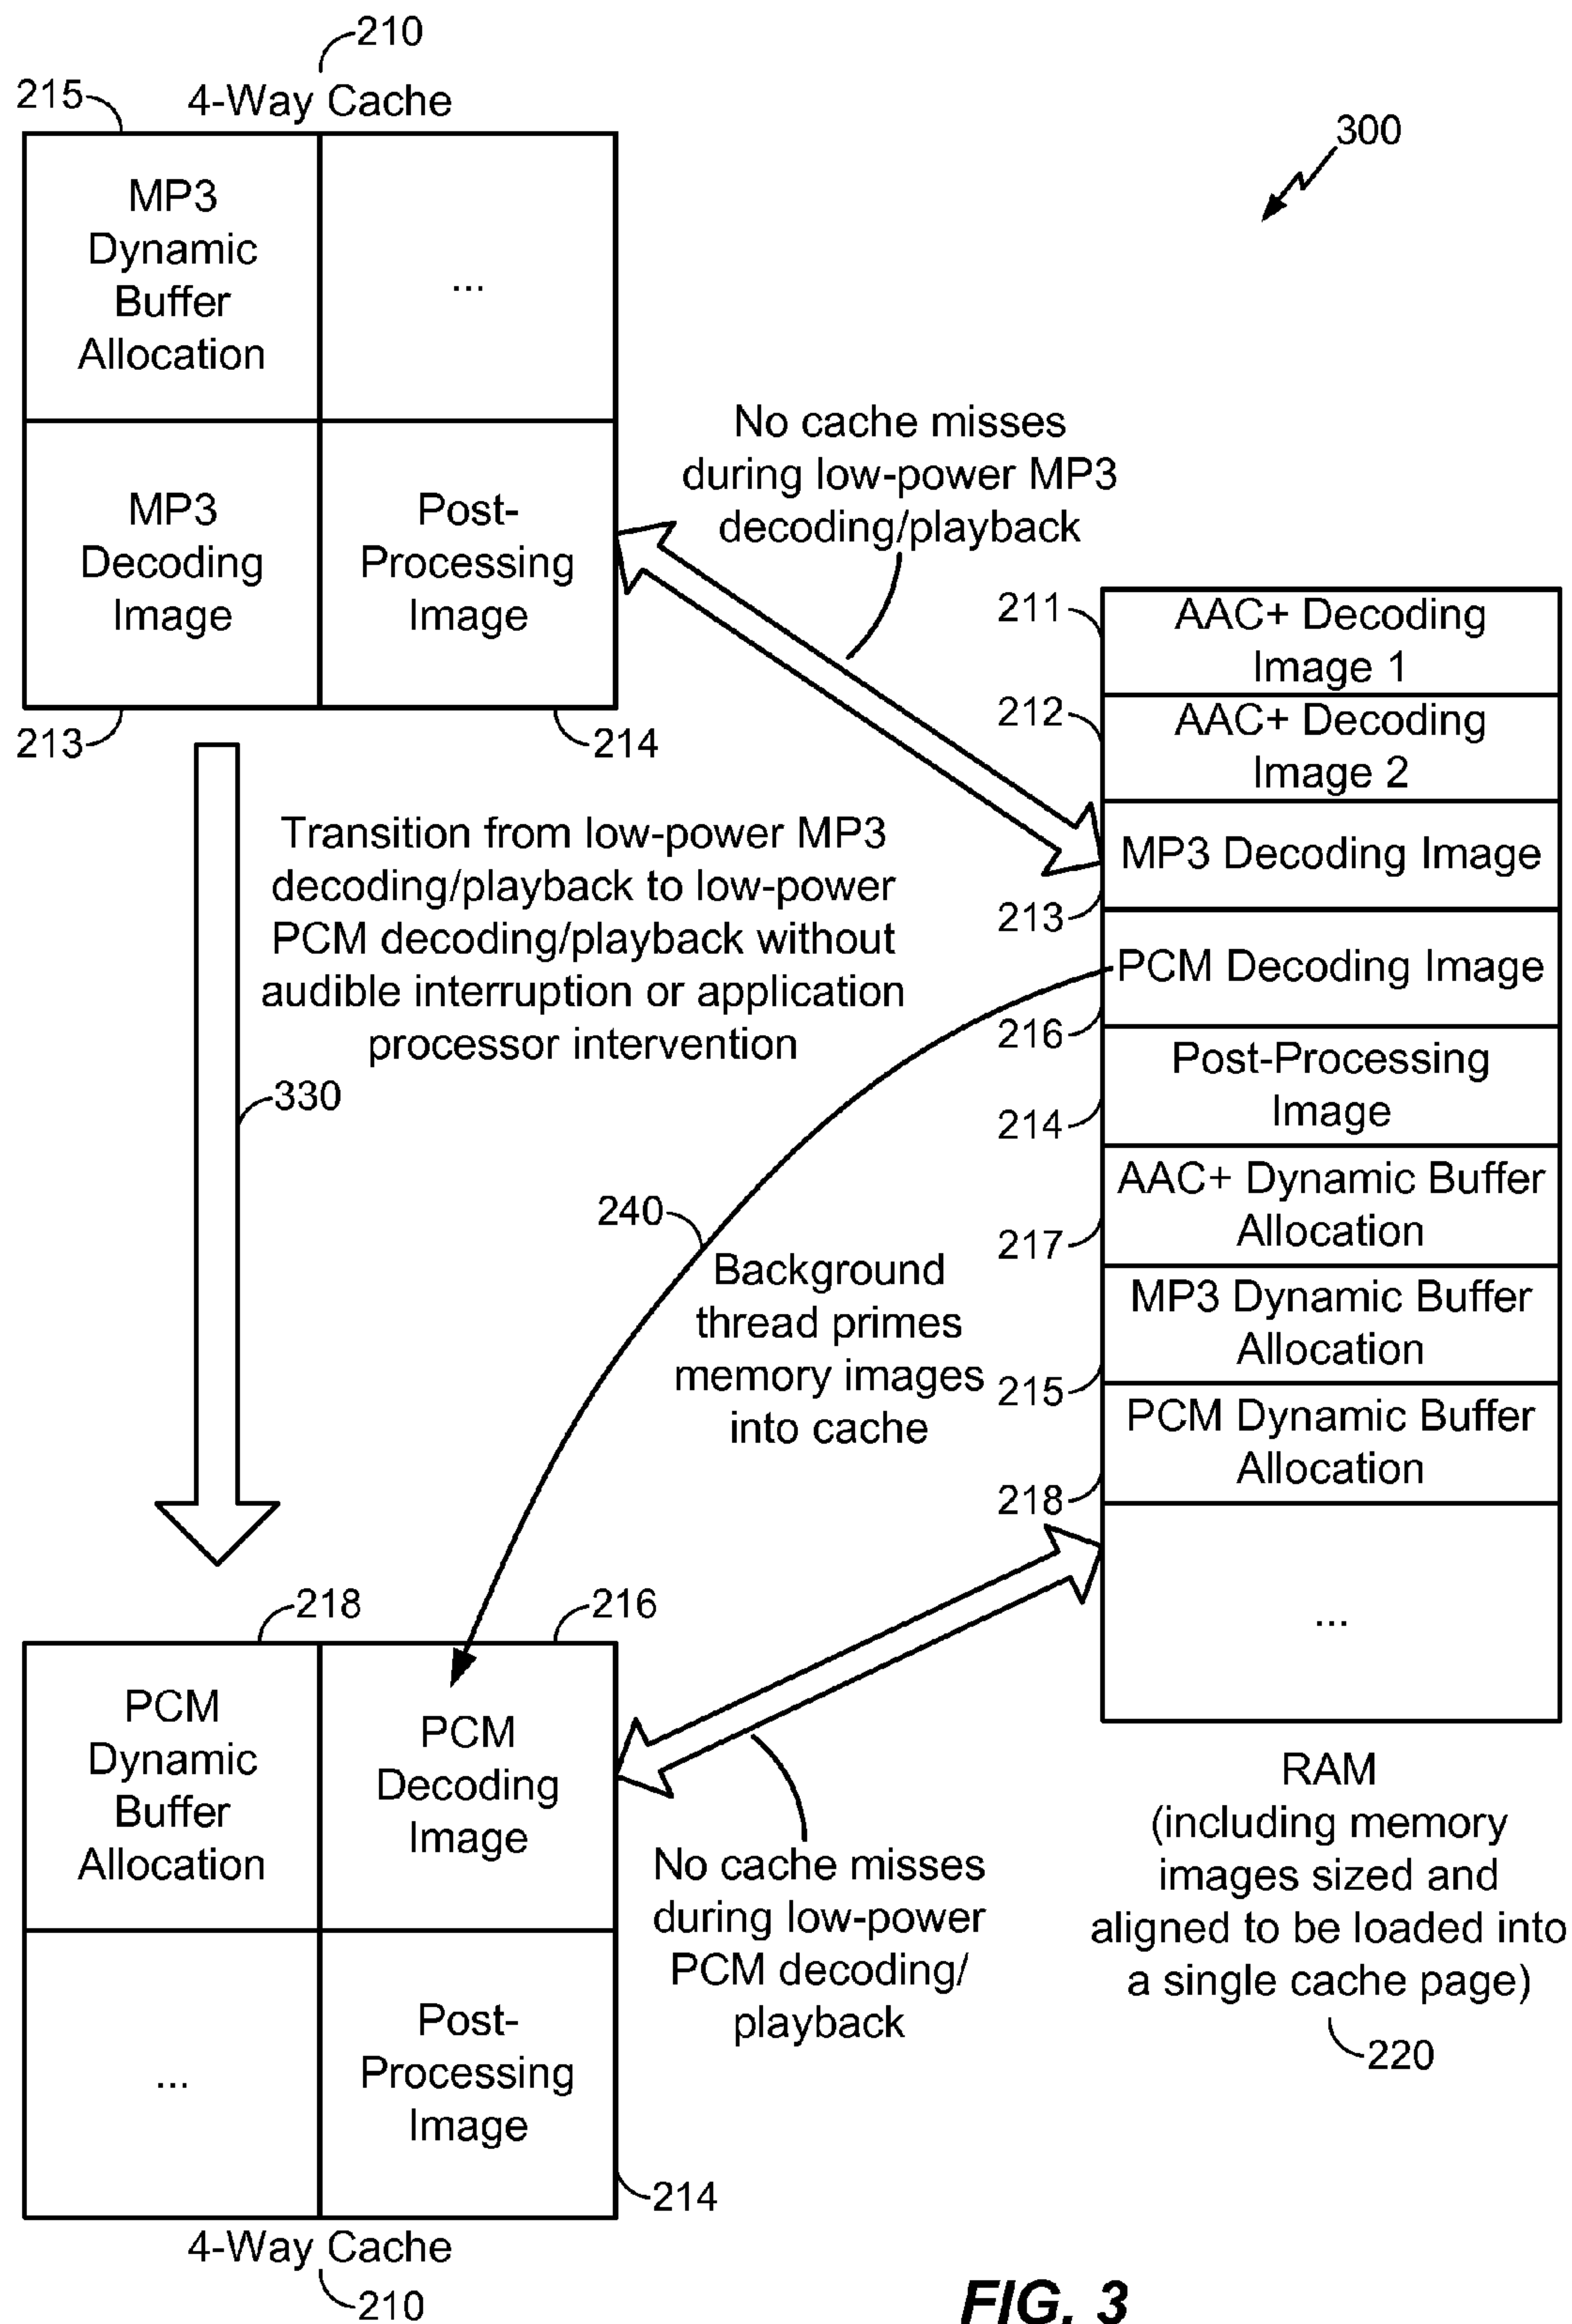 210
215
4-Way Cache
300
MP3
Dynamic
Buffer
Allocation
...
No cache misses
during low-power MP3
decoding/playback
MP3
Decoding
Image
Post-
Processing
Image
213
214
211
AAC+ Decoding
Image 1
212
AAC+ Decoding
Image 2
MP3 Decoding Image
213
PCM Decoding Image
216
Post-Processing
Image
214
AAC+ Dynamic Buffer
Allocation
217
MP3 Dynamic Buffer
Allocation
215
PCM Dynamic Buffer
Allocation
218
...
Transition from low-power MP3
decoding/playback to low-power
PCM decoding/playback without
audible interruption or application
processor intervention
330
240
Background
thread primes
memory images
into cache
218
216
PCM
Dynamic
Buffer
Allocation
PCM
Decoding
Image
...
Post-
Processing
Image
214
4-Way Cache
210
No cache misses
during low-power
PCM decoding/
playback
RAM
(including memory
images sized and
aligned to be loaded into
a single cache page)
220
FIG. 3